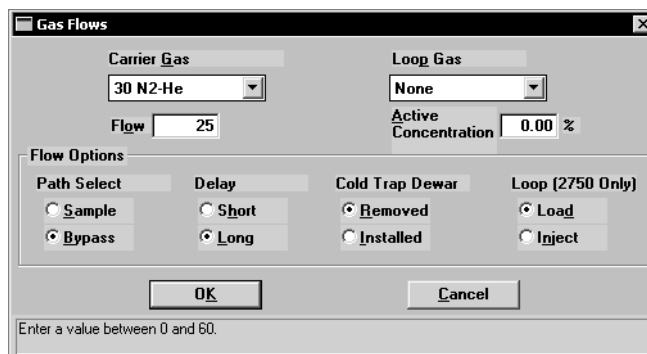 Gas Flows
Carrier Gas
Loop Gas
30 N2-He
None
Flow 25
Active Concentration 0.00 %
Flow Options
Path Select
Delay
Cold Trap Dewar
Loop (2750 Only)
Sample
Short
Removed
Load
Bypass
Long
Installed
Inject
OK
Cancel
Enter a value between 0 and 60.